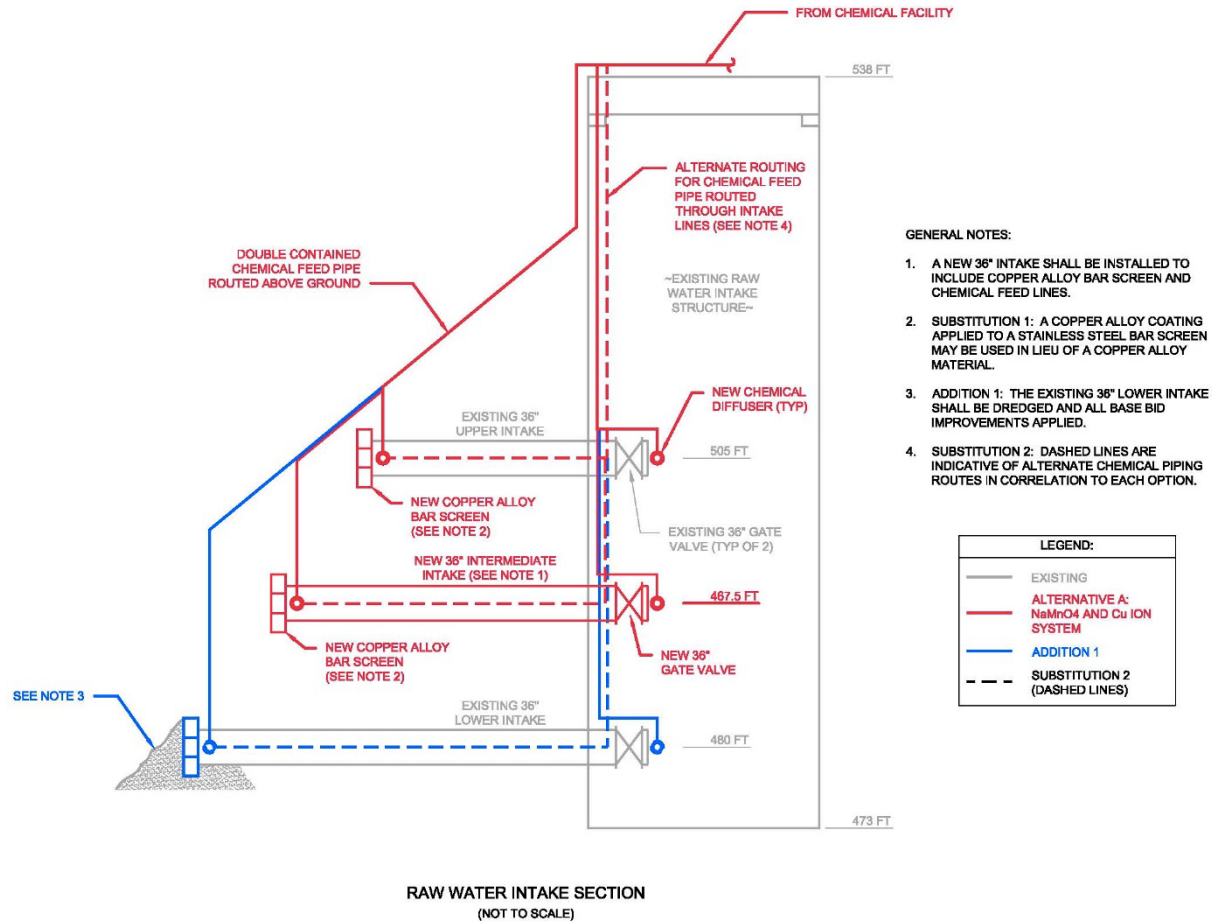 FROM CHEMICAL FACILITY
538 FT
ALTERNATE ROUTING
FOR CHEMICAL FEED
PIPE ROUTED
THROUGH INTAKE
LINES (SEE NOTE 4)
DOUBLE CONTAINED
CHEMICAL FEED PIPE
ROUTED ABOVE GROUND
~EXISTING RAW
WATER INTAKE
STRUCTURE~
NEW CHEMICAL
DIFFUSER (TYP)
EXISTING 36"
UPPER INTAKE
505 FT
NEW COPPER ALLOY
BAR SCREEN
(SEE NOTE 2)
EXISTING 36" GATE
VALVE (TYP OF 2)
NEW 36" INTERMEDIATE
INTAKE (SEE NOTE 1)
467.5 FT
NEW COPPER ALLOY
BAR SCREEN
(SEE NOTE 2)
NEW 36"
GATE VALVE
SEE NOTE 3
EXISTING 36"
LOWER INTAKE
480 FT
473 FT
GENERAL NOTES:
1. A NEW 36" INTAKE SHALL BE INSTALLED TO
INCLUDE COPPER ALLOY BAR SCREEN AND
CHEMICAL FEED LINES.
2. SUBSTITUTION 1: A COPPER ALLOY COATING
APPLIED TO A STAINLESS STEEL BAR SCREEN
MAY BE USED IN LIEU OF A COPPER ALLOY
MATERIAL.
3. ADDITION 1: THE EXISTING 36" LOWER INTAKE
SHALL BE DREDGED AND ALL BASE BID
IMPROVEMENTS APPLIED.
4. SUBSTITUTION 2: DASHED LINES ARE
INDICATIVE OF ALTERNATE CHEMICAL PIPING
ROUTES IN CORRELATION TO EACH OPTION.
LEGEND:
EXISTING
ALTERNATIVE A:
NaMnO4 AND Cu ION
SYSTEM
ADDITION 1
SUBSTITUTION 2
(DASHED LINES)
RAW WATER INTAKE SECTION
(NOT TO SCALE)